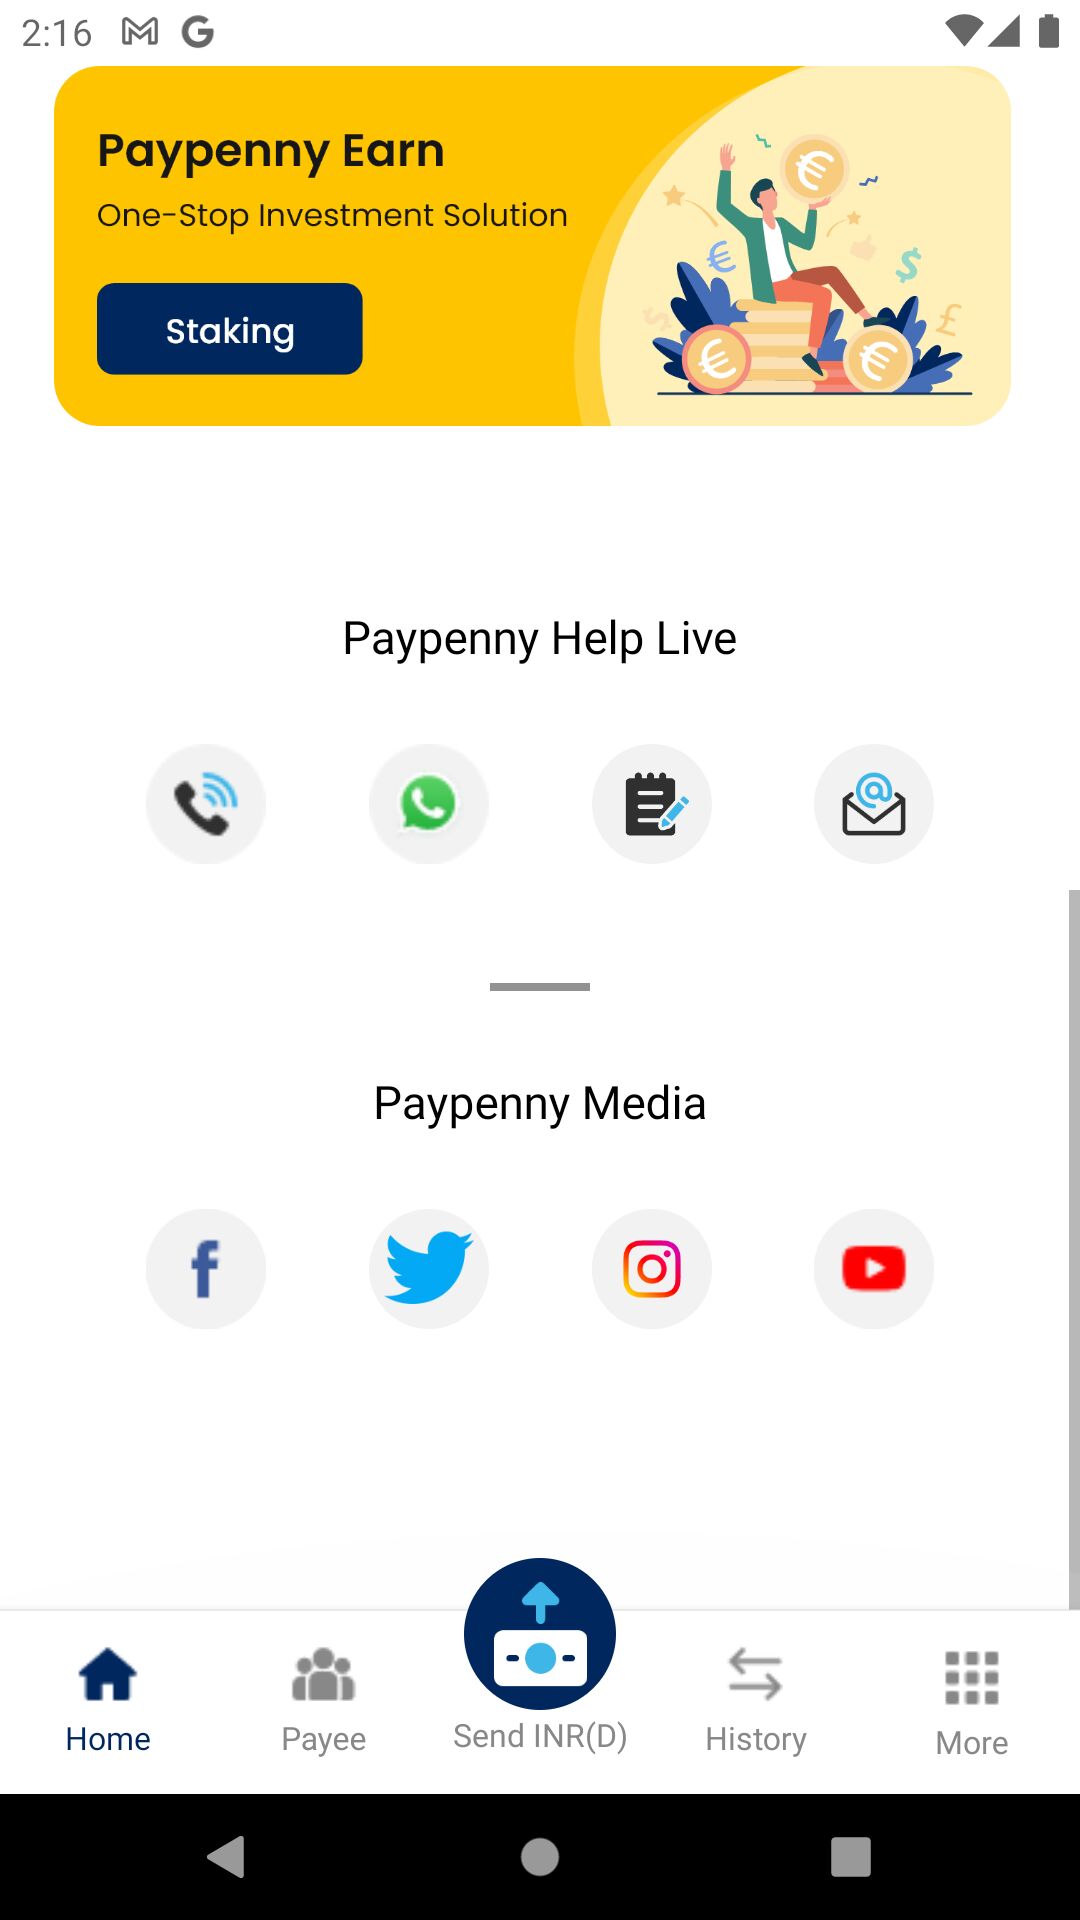 2:16
Paypenny Earn
One-Stop Investment Solution
Staking
Paypenny Help Live
Paypenny Media
Home
Payee
Send INR(D)
History
More